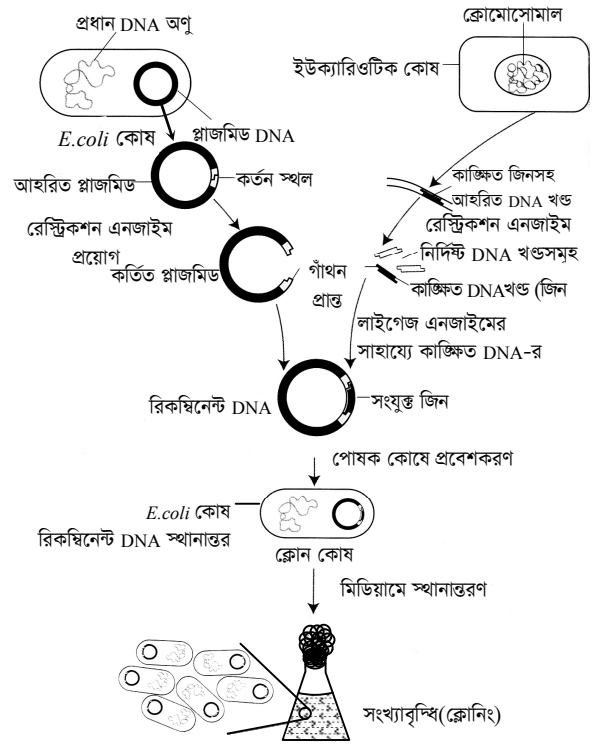 প্রধান DNA অণু
ক্রোমোসোমাল
ইউক্যারিওটিক কোষ
E.coli কোষ
প্লাজমিড DNA
আহরিত প্লাজমিড
কর্তন স্থল
কাঙ্ক্ষিত জিনসহ
আহরিত DNA খণ্ড
রেস্ট্রিকশন এনজাইম
প্রয়োগ
রেস্ট্রিকশন এনজাইম
নির্দিষ্ট DNA খণ্ডসমূহ
কর্তিত প্লাজমিড
গাঁথন
প্রান্ত
কাঙ্ক্ষিত DNAখণ্ড (জিন
লাইগেজ এনজাইমের
সাহায্যে কাঙ্ক্ষিত DNA-র
রিকম্বিনেন্ট DNA
সংযুক্ত জিন
পোষক কোষে প্রবেশকরণ
E.coli কোষ
রিকম্বিনেন্ট DNA স্থানান্তর
ক্লোন কোষ
মিডিয়ামে স্থানান্তরণ
সংখ্যাবৃদ্ধি(ক্লোনিং)